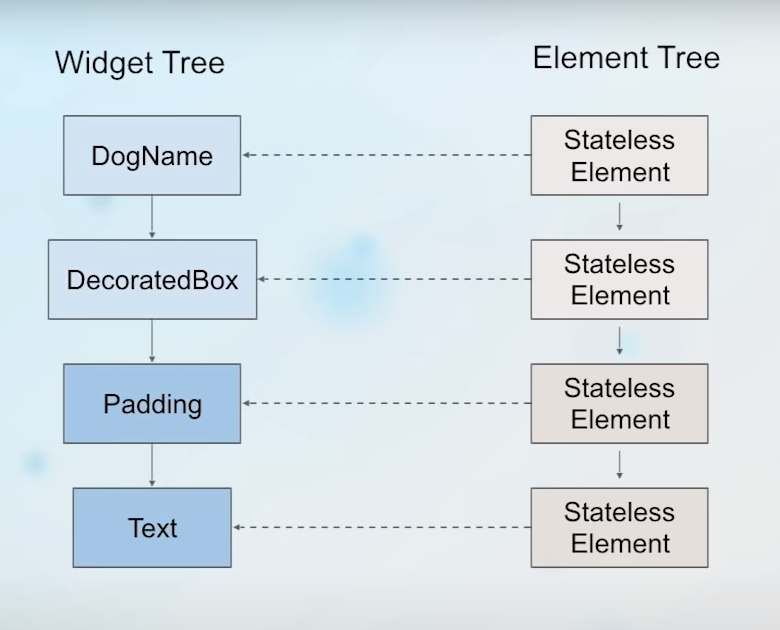 Widget Tree
Element Tree
DogName
Stateless
Element
DecoratedBox
Stateless
Element
Padding
Stateless
Element
Text
Stateless
Element